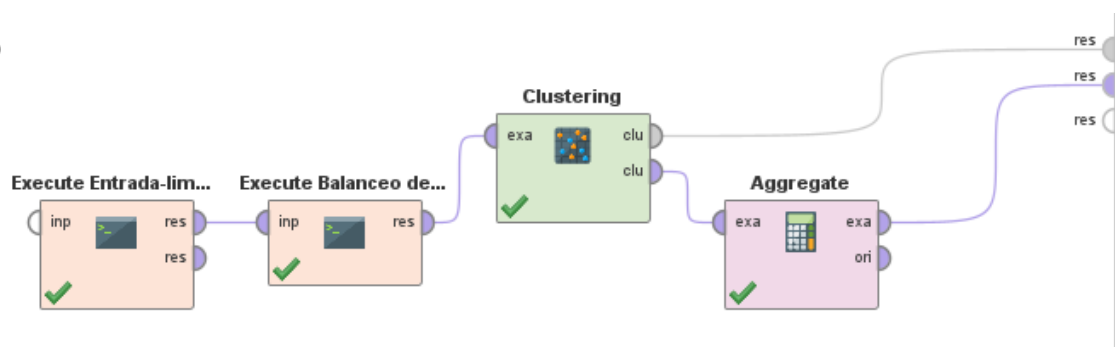 res
res
res
Clustering
exa
clu
clu
Execute Entrada-lim...
inp
res
res
Execute Balanceo de...
inp
res
Aggregate
exa
exa
ori